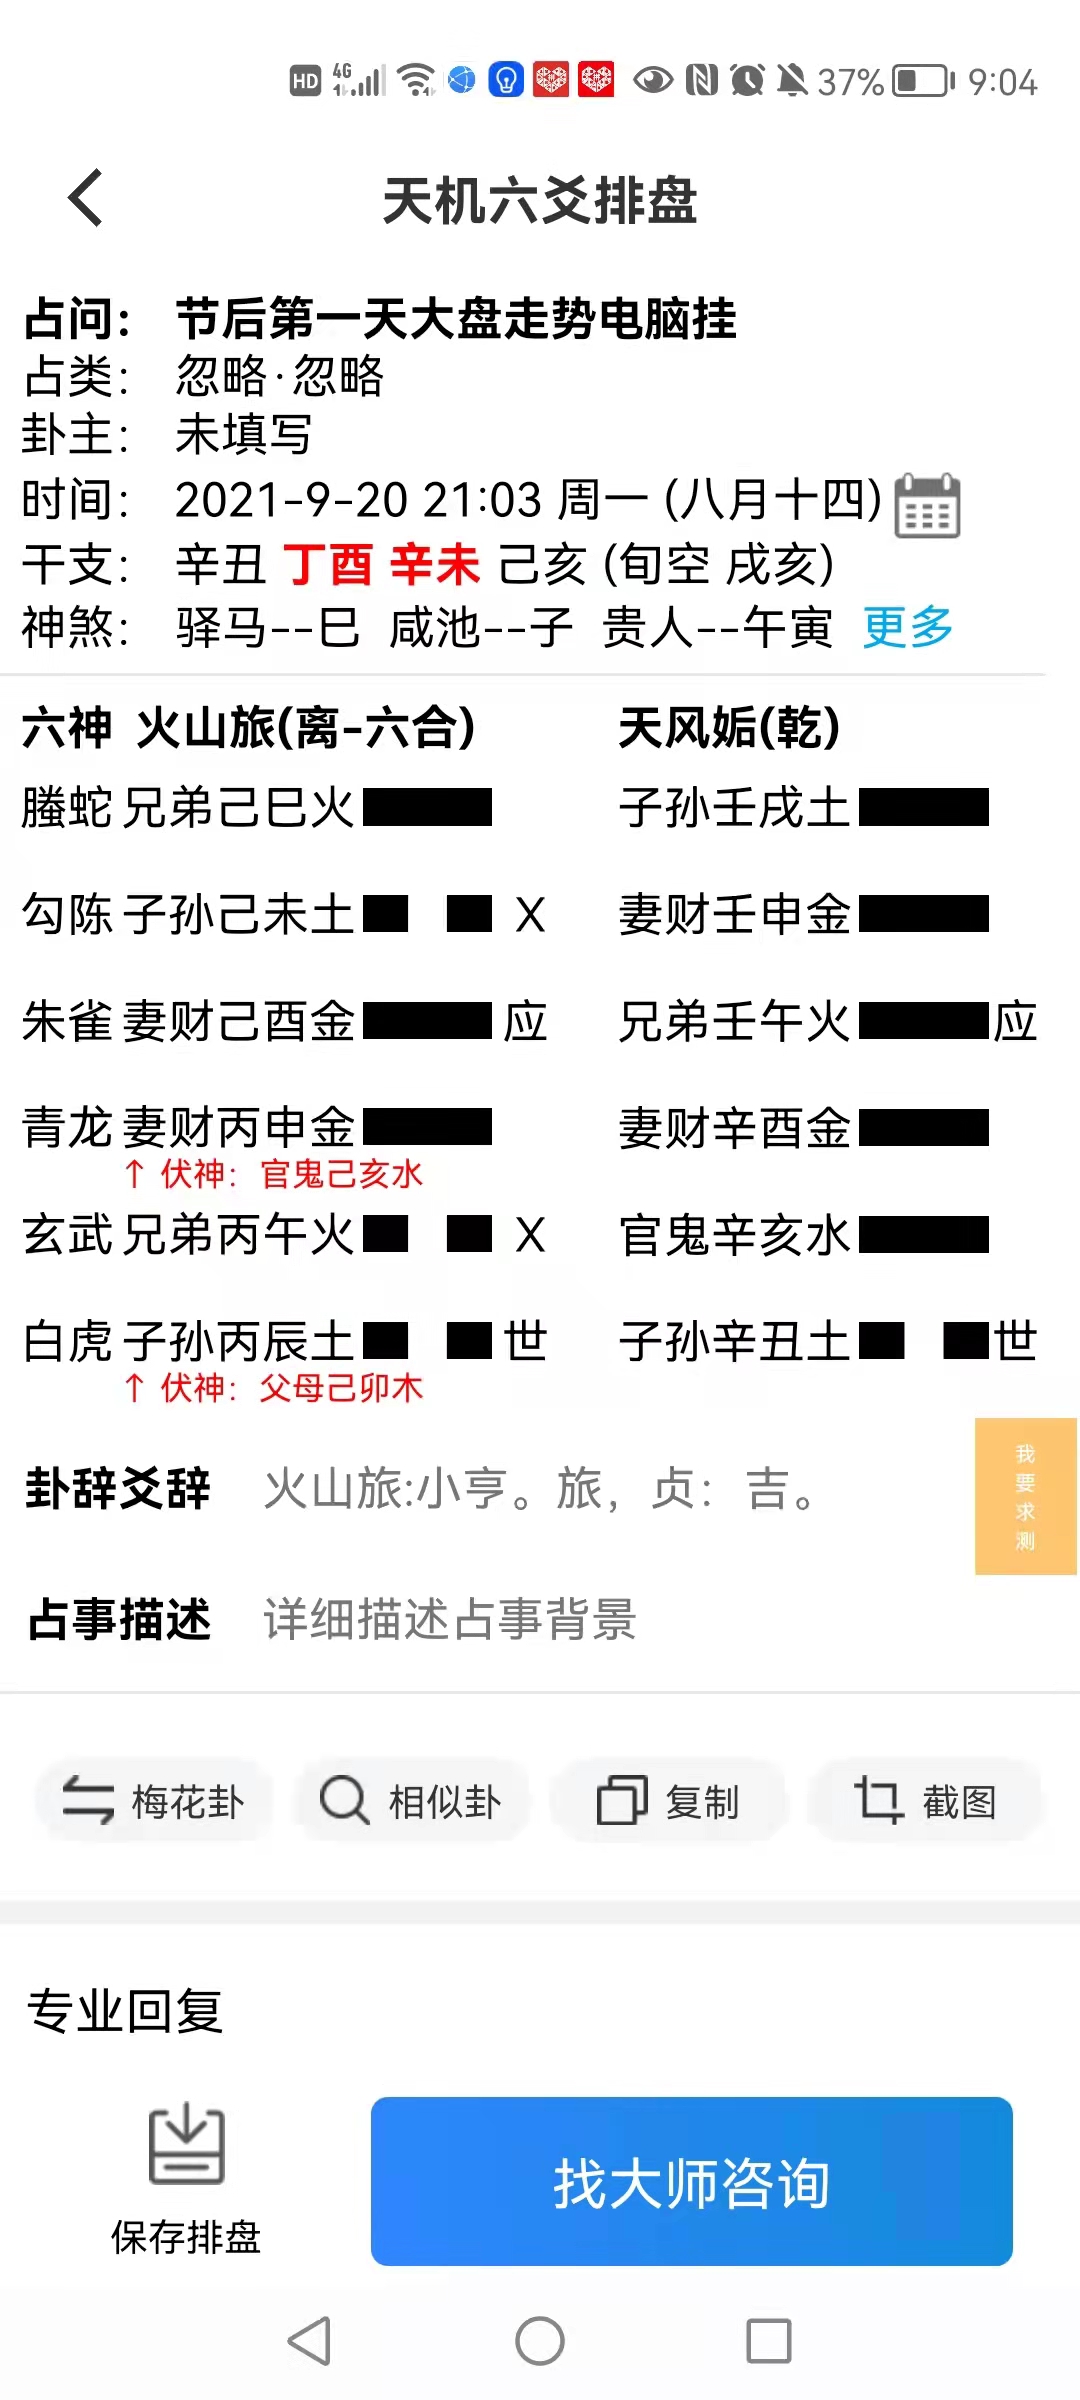 HD 4G 37% 9:04
天机六爻排盘
占问： 节后第一天大盘走势电脑挂
占类： 忽略·忽略
卦主： 未填写
时间： 2021-9-20 21:03 周一 (八月十四)
干支： 辛丑 丁酉 辛未 己亥 (旬空 戌亥)
神煞： 驿马--巳 咸池--子 贵人--午寅 更多
六神 火山旅(离-六合) 天风姤(乾)
螣蛇 兄弟己巳火 子孙壬戌土
勾陈 子孙己未土 X 妻财壬申金
朱雀 妻财己酉金 应 兄弟壬午火 应
青龙 妻财丙申金 妻财辛酉金
↑ 伏神：官鬼己亥水
玄武 兄弟丙午火 X 官鬼辛亥水
白虎 子孙丙辰土 世 子孙辛丑土 世
↑ 伏神：父母己卯木
卦辞爻辞 火山旅:小亨。旅，贞：吉。
我要求测
占事描述 详细描述占事背景
梅花卦 相似卦 复制 截图
专业回复
保存排盘 找大师咨询